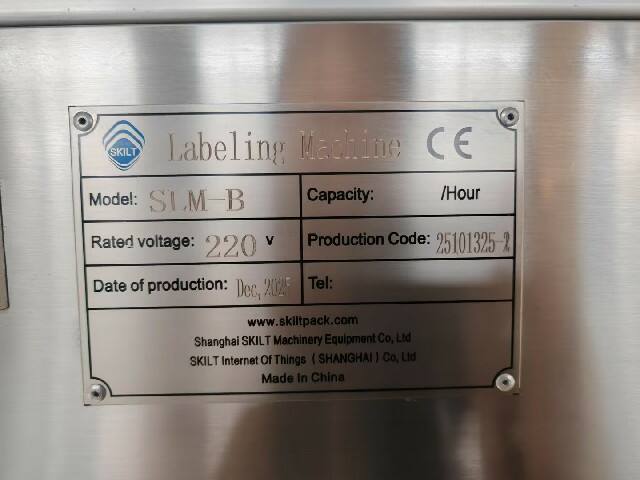 SKILT Labeling Machine CE
Model: SLM-B Capacity: /Hour
Rated voltage: 220 v Production Code: 25101325-2
Date of production: Dec, 2025 Tel:
www.skiltpack.com
Shanghai SKILT Machinery Equipment Co, Ltd
SKILT Internet Of Things ( SHANGHAI ) Co, Ltd
Made In China